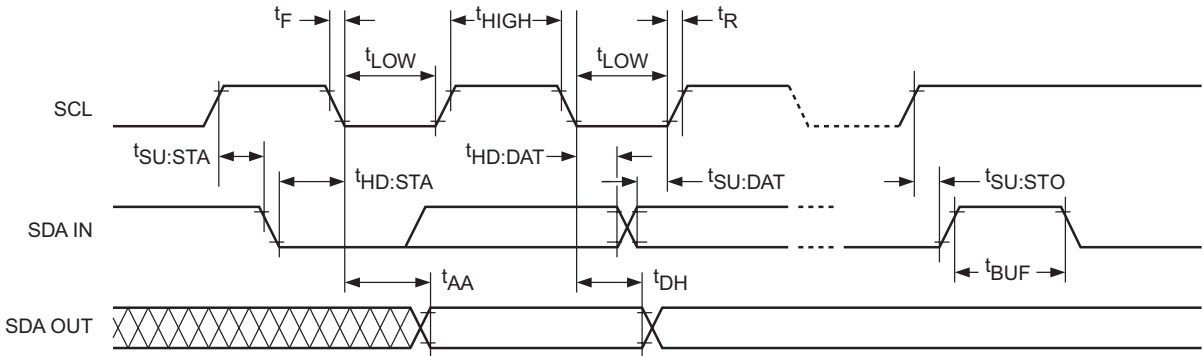 tF tHIGH tR
tLOW tLOW
SCL
tSU:STA tHD:DAT
tHD:STA tSU:DAT tSU:STO
SDA IN
tAA tDH tBUF
SDA OUT